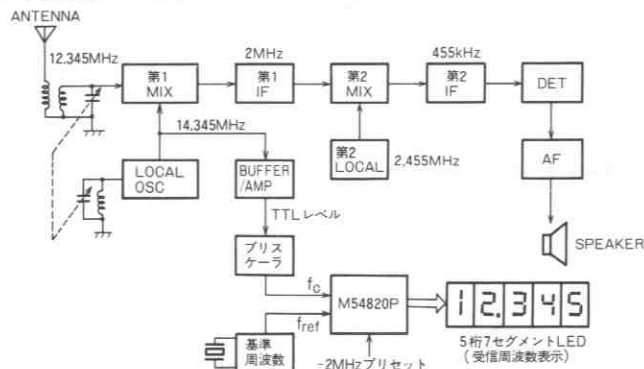 ANTENNA
12.345MHz
第1
MIX
2MHz
第1
IF
第2
MIX
455kHz
第2
IF
DET
14.345MHz
LOCAL
OSC
BUFFER
/AMP
第2
LOCAL
2.455MHz
AF
TTLレベル
SPEAKER
プリス
ケーラ
fc
M54820P
12.345
fref
基準
周波数
-2MHzプリセット
5桁7セグメントLED
(受信周波数表示)